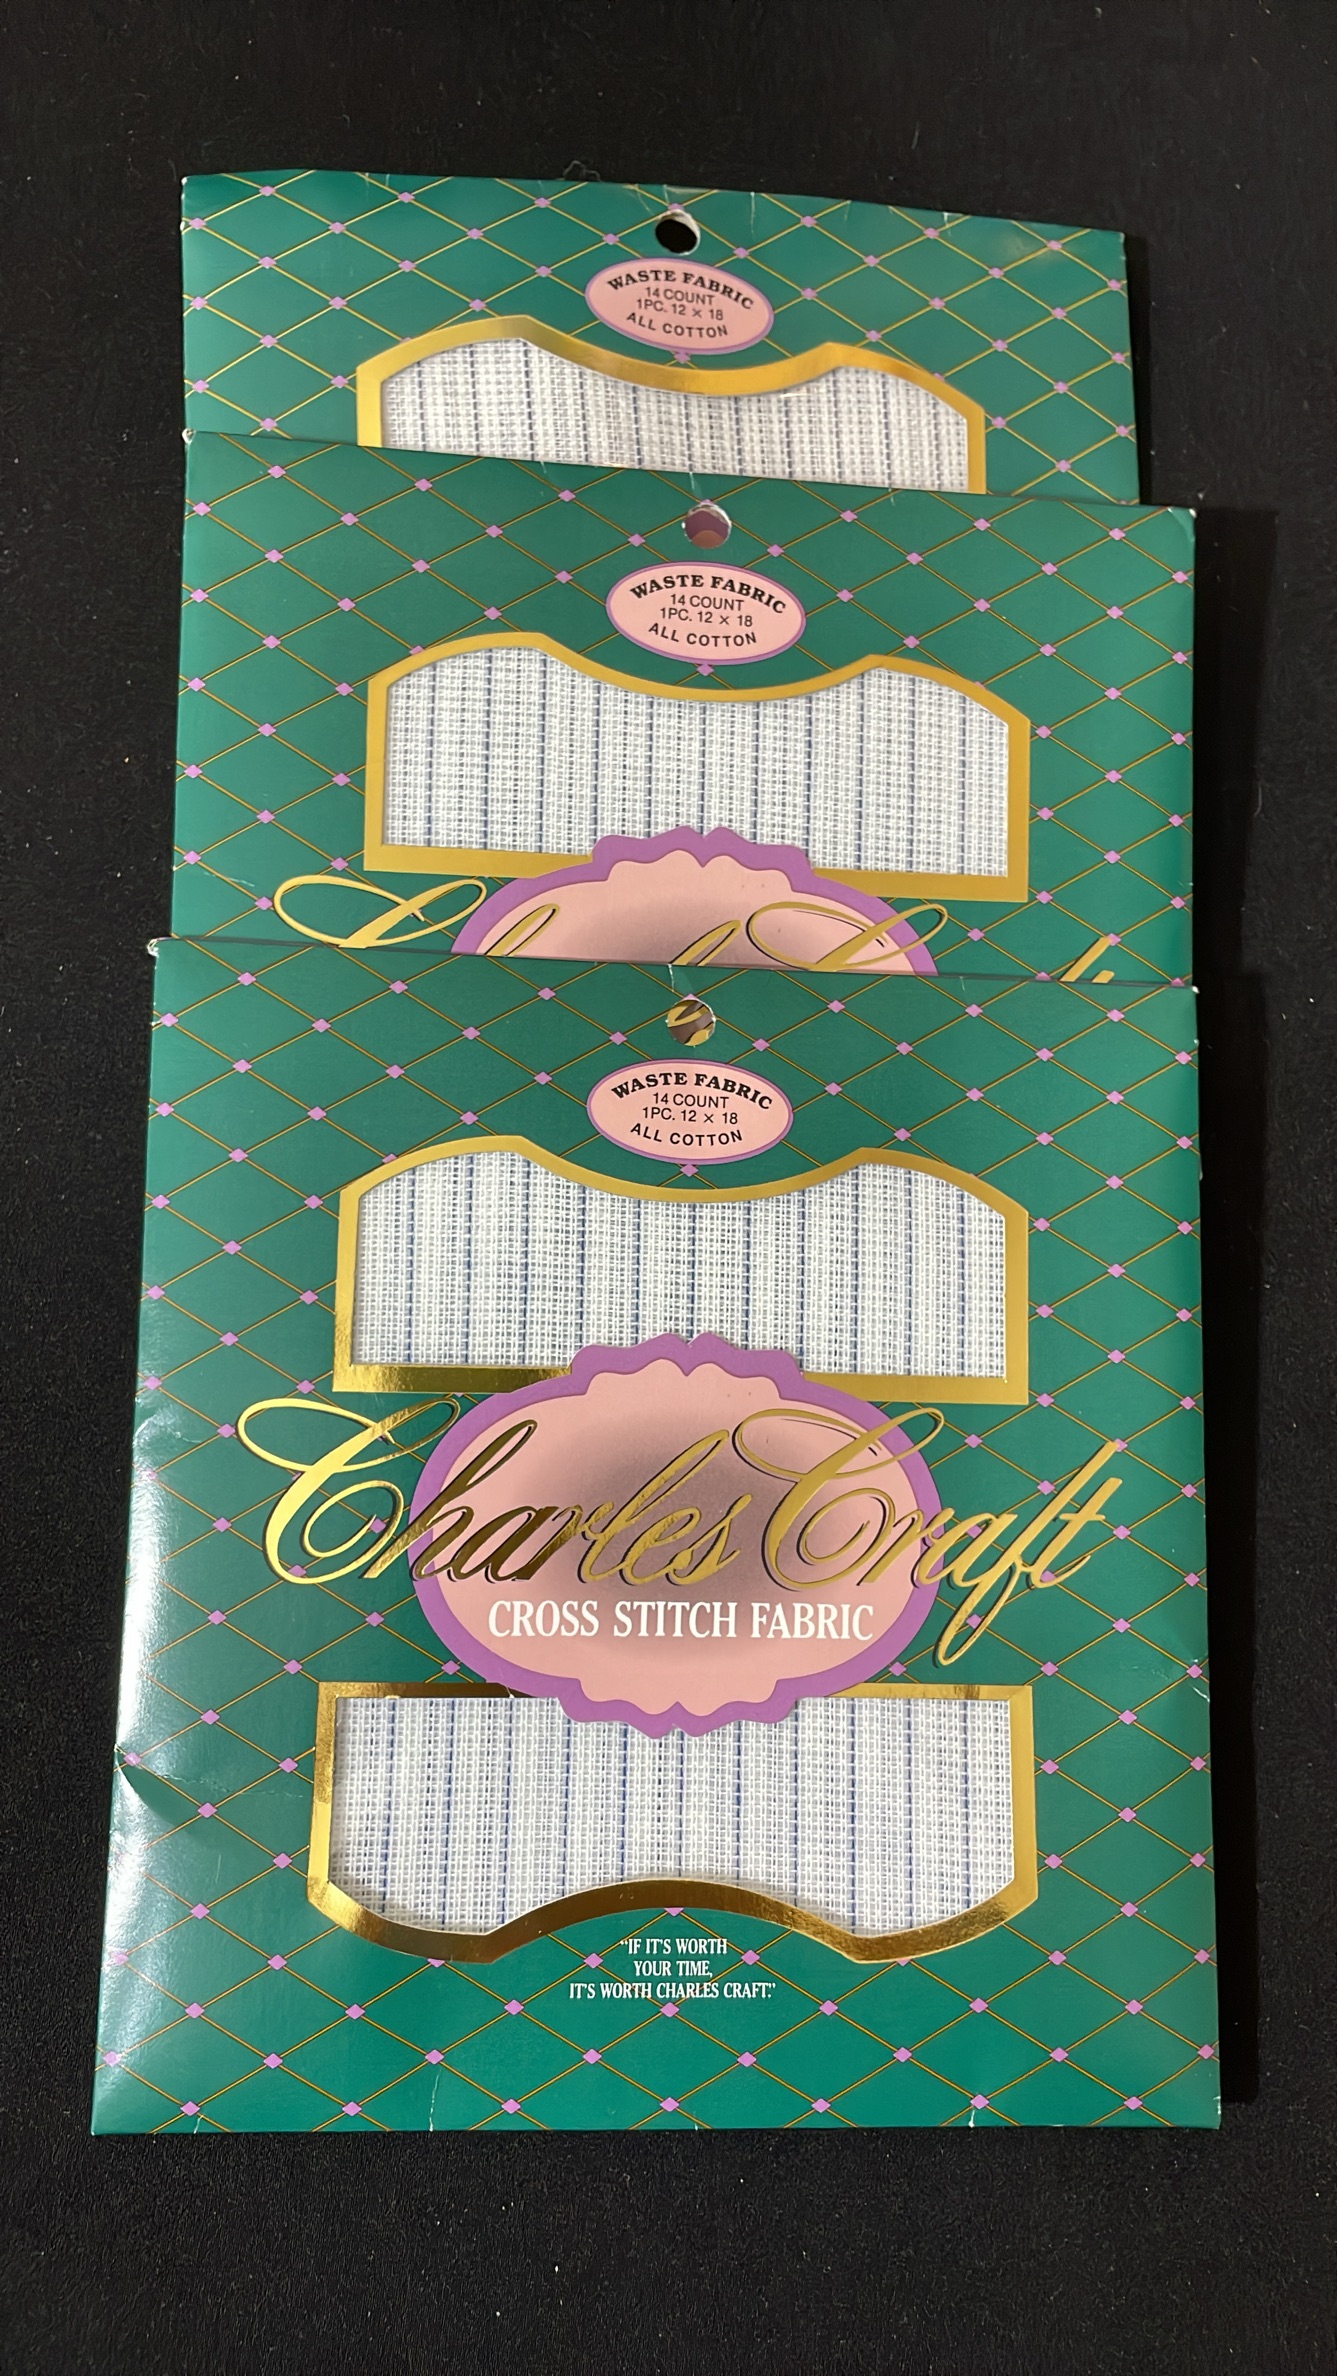 WASTE FABRIC
14 COUNT
1PC. 12 × 18
ALL COTTON
WASTE FABRIC
14 COUNT
1PC. 12 × 18
ALL COTTON
WASTE FABRIC
14 COUNT
1PC. 12 × 18
ALL COTTON
Charles Craft
CROSS STITCH FABRIC
"IF IT'S WORTH
YOUR TIME,
IT'S WORTH CHARLES CRAFT."